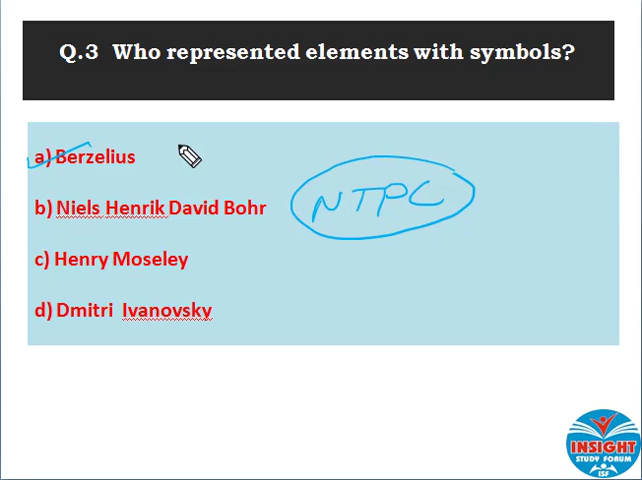 Q.3 Who represented elements with symbols?
a) Berzelius
b) Niels Henrik David Bohr
NTPC
c) Henry Moseley
d) Dmitri Ivanovsky
INSIGHT
STUDY FORUM
ISF